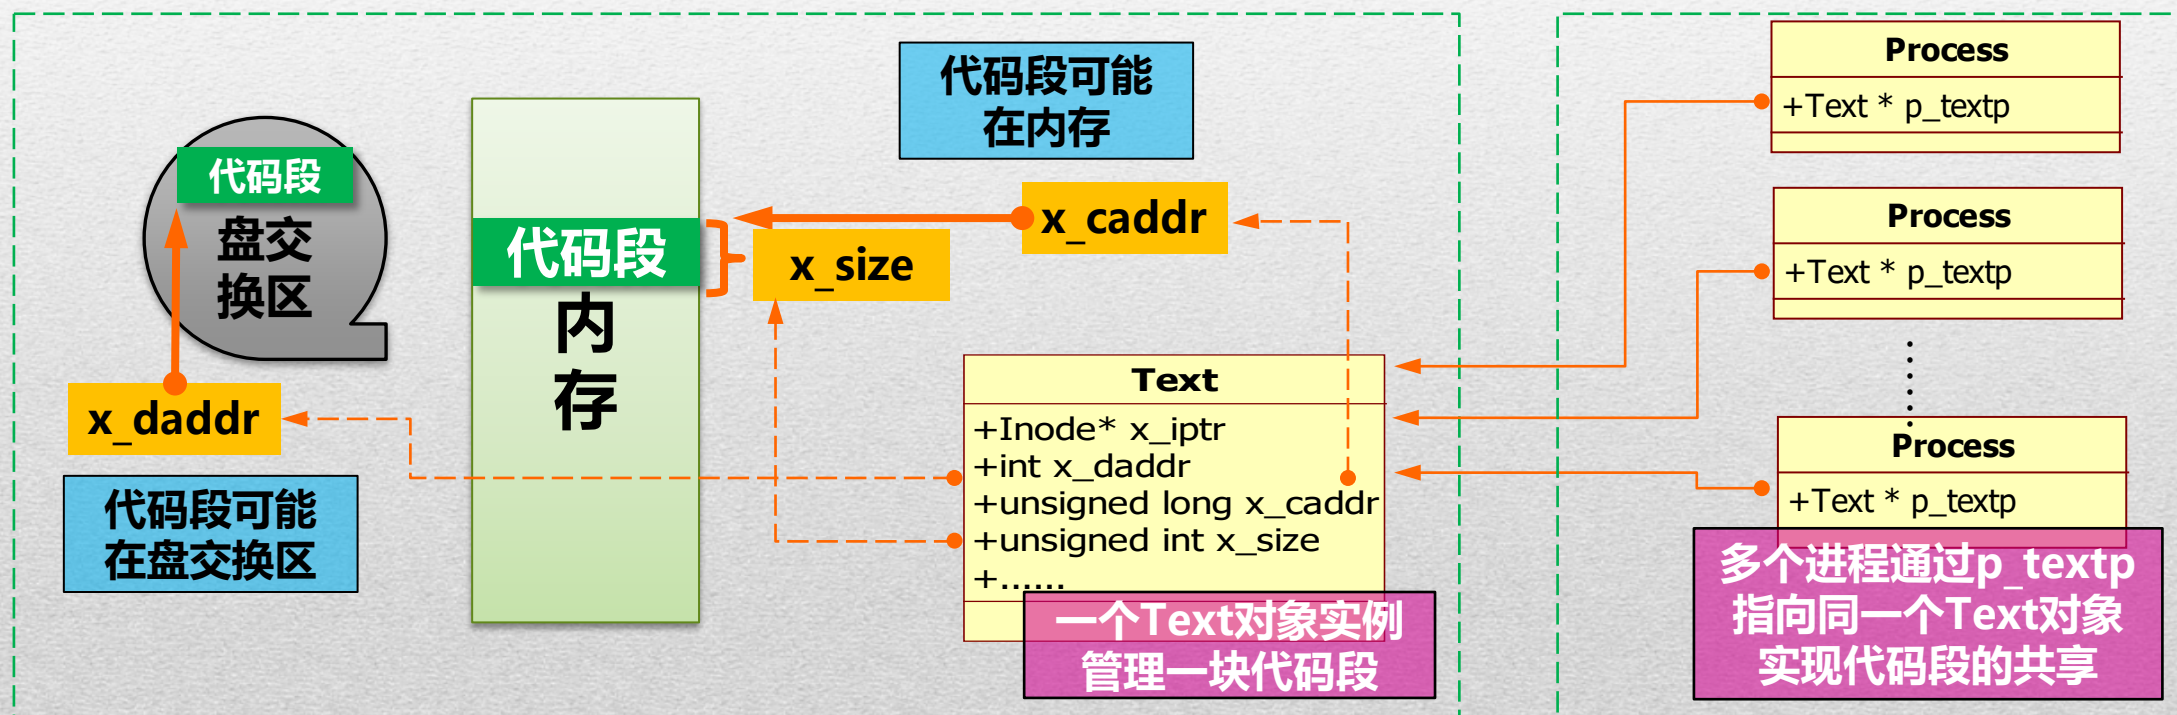 代码段可能
在内存
代码段
盘交
换区
x_daddr
代码段可能
在盘交换区
代码段
内
存
x_size
x_caddr
Text
+Inode* x_iptr
+int x_daddr
+unsigned long x_caddr
+unsigned int x_size
+......
一个Text对象实例
管理一块代码段
Process
+Text * p_textp
Process
+Text * p_textp
Process
+Text * p_textp
多个进程通过p_textp
指向同一个Text对象
实现代码段的共享